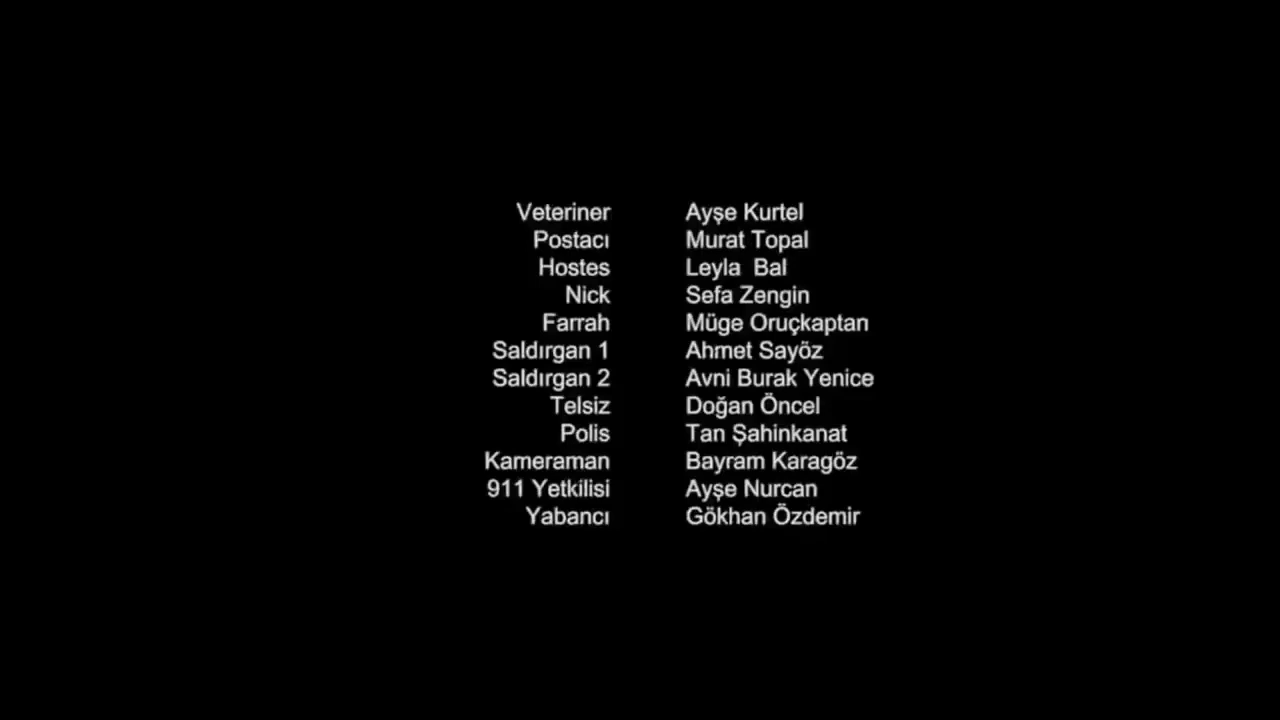 Veteriner Ayşe Kurtel
Postacı Murat Topal
Hostes Leyla Bal
Nick Sefa Zengin
Farrah Müge Oruçkaptan
Saldırgan 1 Ahmet Sayöz
Saldırgan 2 Avni Burak Yenice
Telsiz Doğan Öncel
Polis Tan Şahinkanat
Kameraman Bayram Karagöz
911 Yetkilisi Ayşe Nurcan
Yabancı Gökhan Özdemir